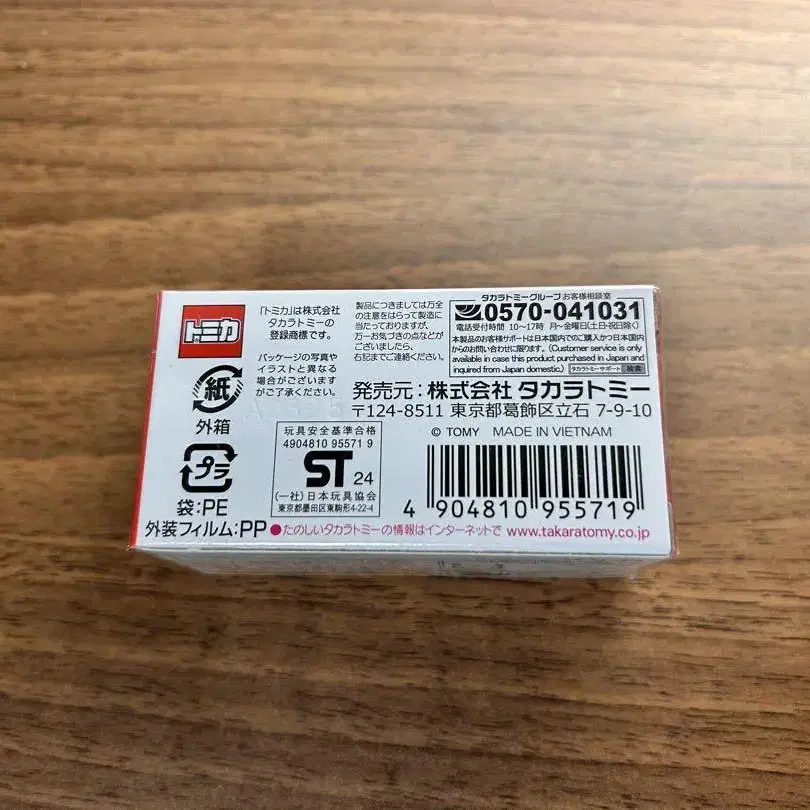 トミカ
「トミカ」は株式会社
タカラトミーの
登録商標です。
パッケージの写真や
イラストと異なる
場合がございますが
ご了承ください。
製品につきましては万全
の注意をはらって製造に
当たっておりますが、
万一お気づきの点などが
ございましたら、
右記までご連絡ください。
タカラトミーグループ お客様相談室
0570-041031
電話受付時間 10〜17時 月〜金曜日(土日・祝日除く)
本製品のお客様サポートは日本国内でのご購入かつ日本国内
からのお問い合わせに限ります。(Customer service is only
available in case this product purchased in Japan and
inquired from Japan domestic.)
タカラトミーサポート 検索
発売元:株式会社 タカラトミー
〒124-8511 東京都葛飾区立石 7-9-10
© TOMY MADE IN VIETNAM
紙
外箱
プラ
袋:PE
外装フィルム:PP
玩具安全基準合格
4904810 95571 9
ST 24
(一社)日本玩具協会
東京都墨田区東駒形4-22-4
4 904810 955719
●たのしいタカラトミーの情報はインターネットで www.takaratomy.co.jp